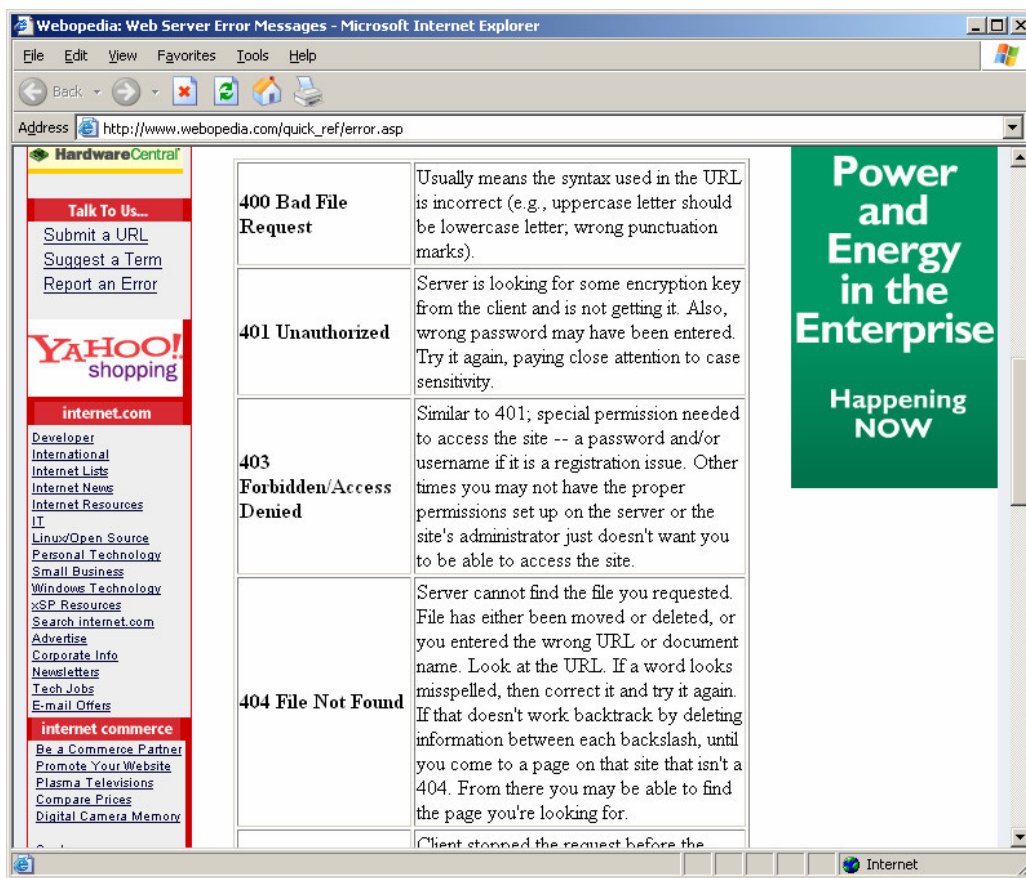 Webopedia: Web Server Error Messages - Microsoft Internet Explorer
File Edit View Favorites Tools Help
Back
Address http://www.webopedia.com/quick_ref/error.asp
HardwareCentral
Talk To Us...
Submit a URL
Suggest a Term
Report an Error
YAHOO!
shopping
internet.com
Developer
International
Internet Lists
Internet News
Internet Resources
IT
Linux/Open Source
Personal Technology
Small Business
Windows Technology
xSP Resources
Search internet.com
Advertise
Corporate Info
Newsletters
Tech Jobs
E-mail Offers
internet commerce
Be a Commerce Partner
Promote Your Website
Plasma Televisions
Compare Prices
Digital Camera Memory
400 Bad File
Request
Usually means the syntax used in the URL
is incorrect (e.g., uppercase letter should
be lowercase letter; wrong punctuation
marks).
401 Unauthorized
Server is looking for some encryption key
from the client and is not getting it. Also,
wrong password may have been entered.
Try it again, paying close attention to case
sensitivity.
403
Forbidden/Access
Denied
Similar to 401; special permission needed
to access the site -- a password and/or
username if it is a registration issue. Other
times you may not have the proper
permissions set up on the server or the
site's administrator just doesn't want you
to be able to access the site.
404 File Not Found
Server cannot find the file you requested.
File has either been moved or deleted, or
you entered the wrong URL or document
name. Look at the URL. If a word looks
misspelled, then correct it and try it again.
If that doesn't work backtrack by deleting
information between each backslash, until
you come to a page on that site that isn't a
404. From there you may be able to find
the page you're looking for.
Client stopped the request before the
Power
and
Energy
in the
Enterprise
Happening
NOW
Internet